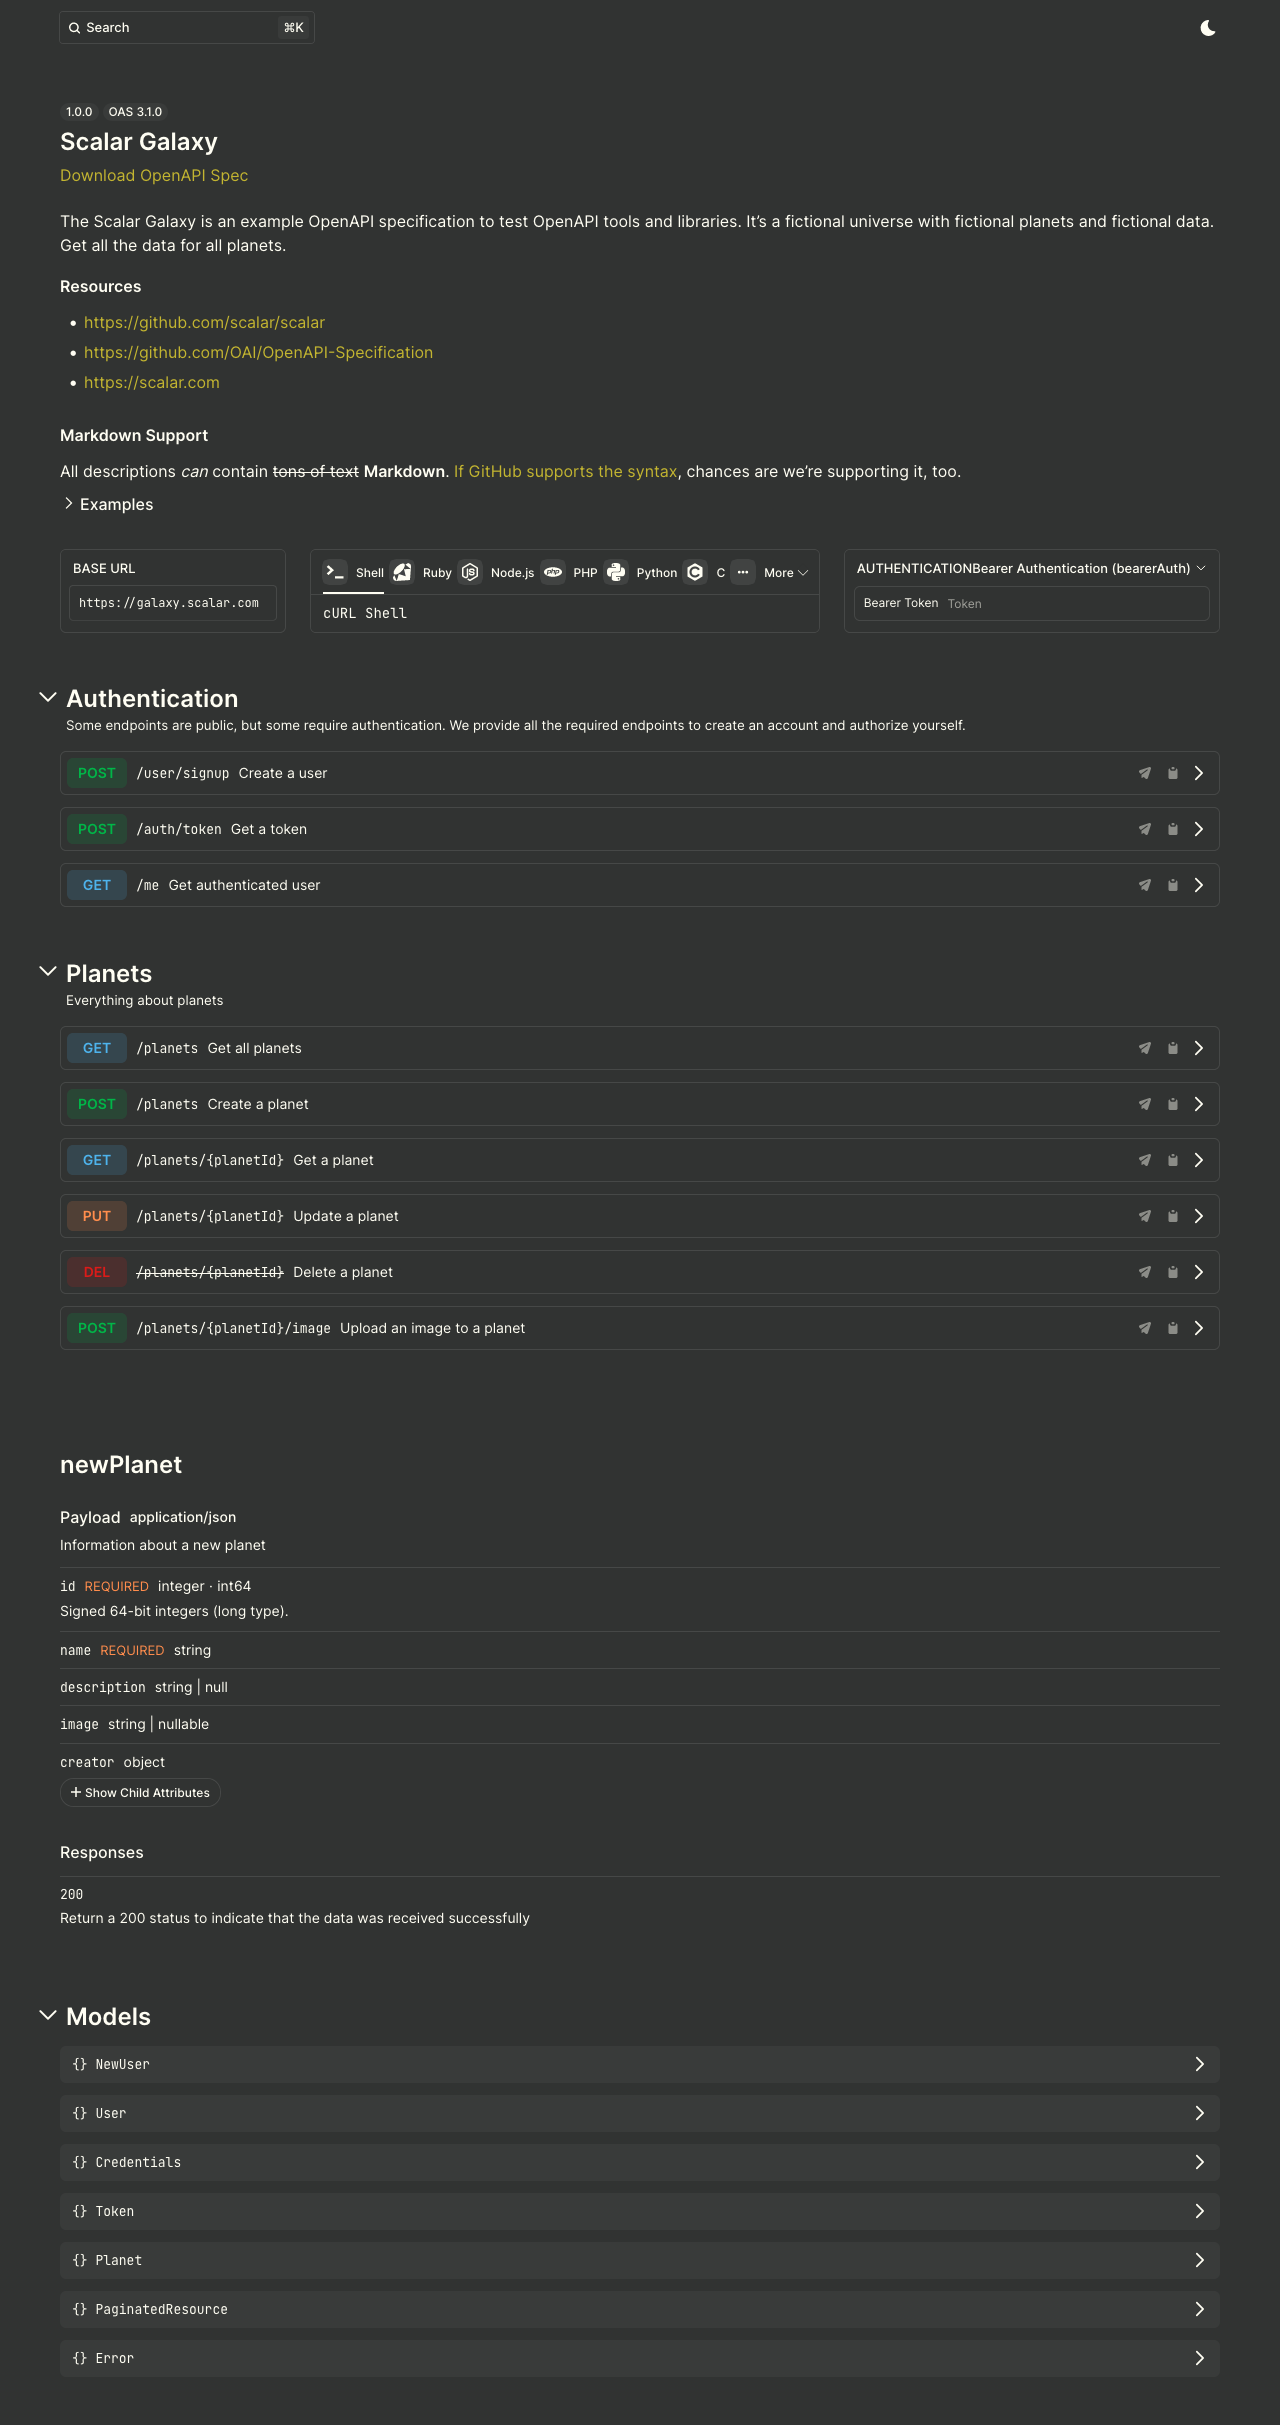 Search ⌘K
1.0.0 OAS 3.1.0
Scalar Galaxy
Download OpenAPI Spec
The Scalar Galaxy is an example OpenAPI specification to test OpenAPI tools and libraries. It’s a fictional universe with fictional planets and fictional data.
Get all the data for all planets.
Resources
• https://github.com/scalar/scalar
• https://github.com/OAI/OpenAPI-Specification
• https://scalar.com
Markdown Support
All descriptions can contain tons of text Markdown. If GitHub supports the syntax, chances are we’re supporting it, too.
Examples
BASE URL
https://galaxy.scalar.com
Shell Ruby Node.js PHP Python C More
cURL Shell
AUTHENTICATIONBearer Authentication (bearerAuth)
Bearer Token Token
Authentication
Some endpoints are public, but some require authentication. We provide all the required endpoints to create an account and authorize yourself.
POST /user/signup Create a user
POST /auth/token Get a token
GET /me Get authenticated user
Planets
Everything about planets
GET /planets Get all planets
POST /planets Create a planet
GET /planets/{planetId} Get a planet
PUT /planets/{planetId} Update a planet
DEL /planets/{planetId} Delete a planet
POST /planets/{planetId}/image Upload an image to a planet
newPlanet
Payload application/json
Information about a new planet
id REQUIRED integer · int64
Signed 64-bit integers (long type).
name REQUIRED string
description string | null
image string | nullable
creator object
+ Show Child Attributes
Responses
200
Return a 200 status to indicate that the data was received successfully
Models
{} NewUser
{} User
{} Credentials
{} Token
{} Planet
{} PaginatedResource
{} Error